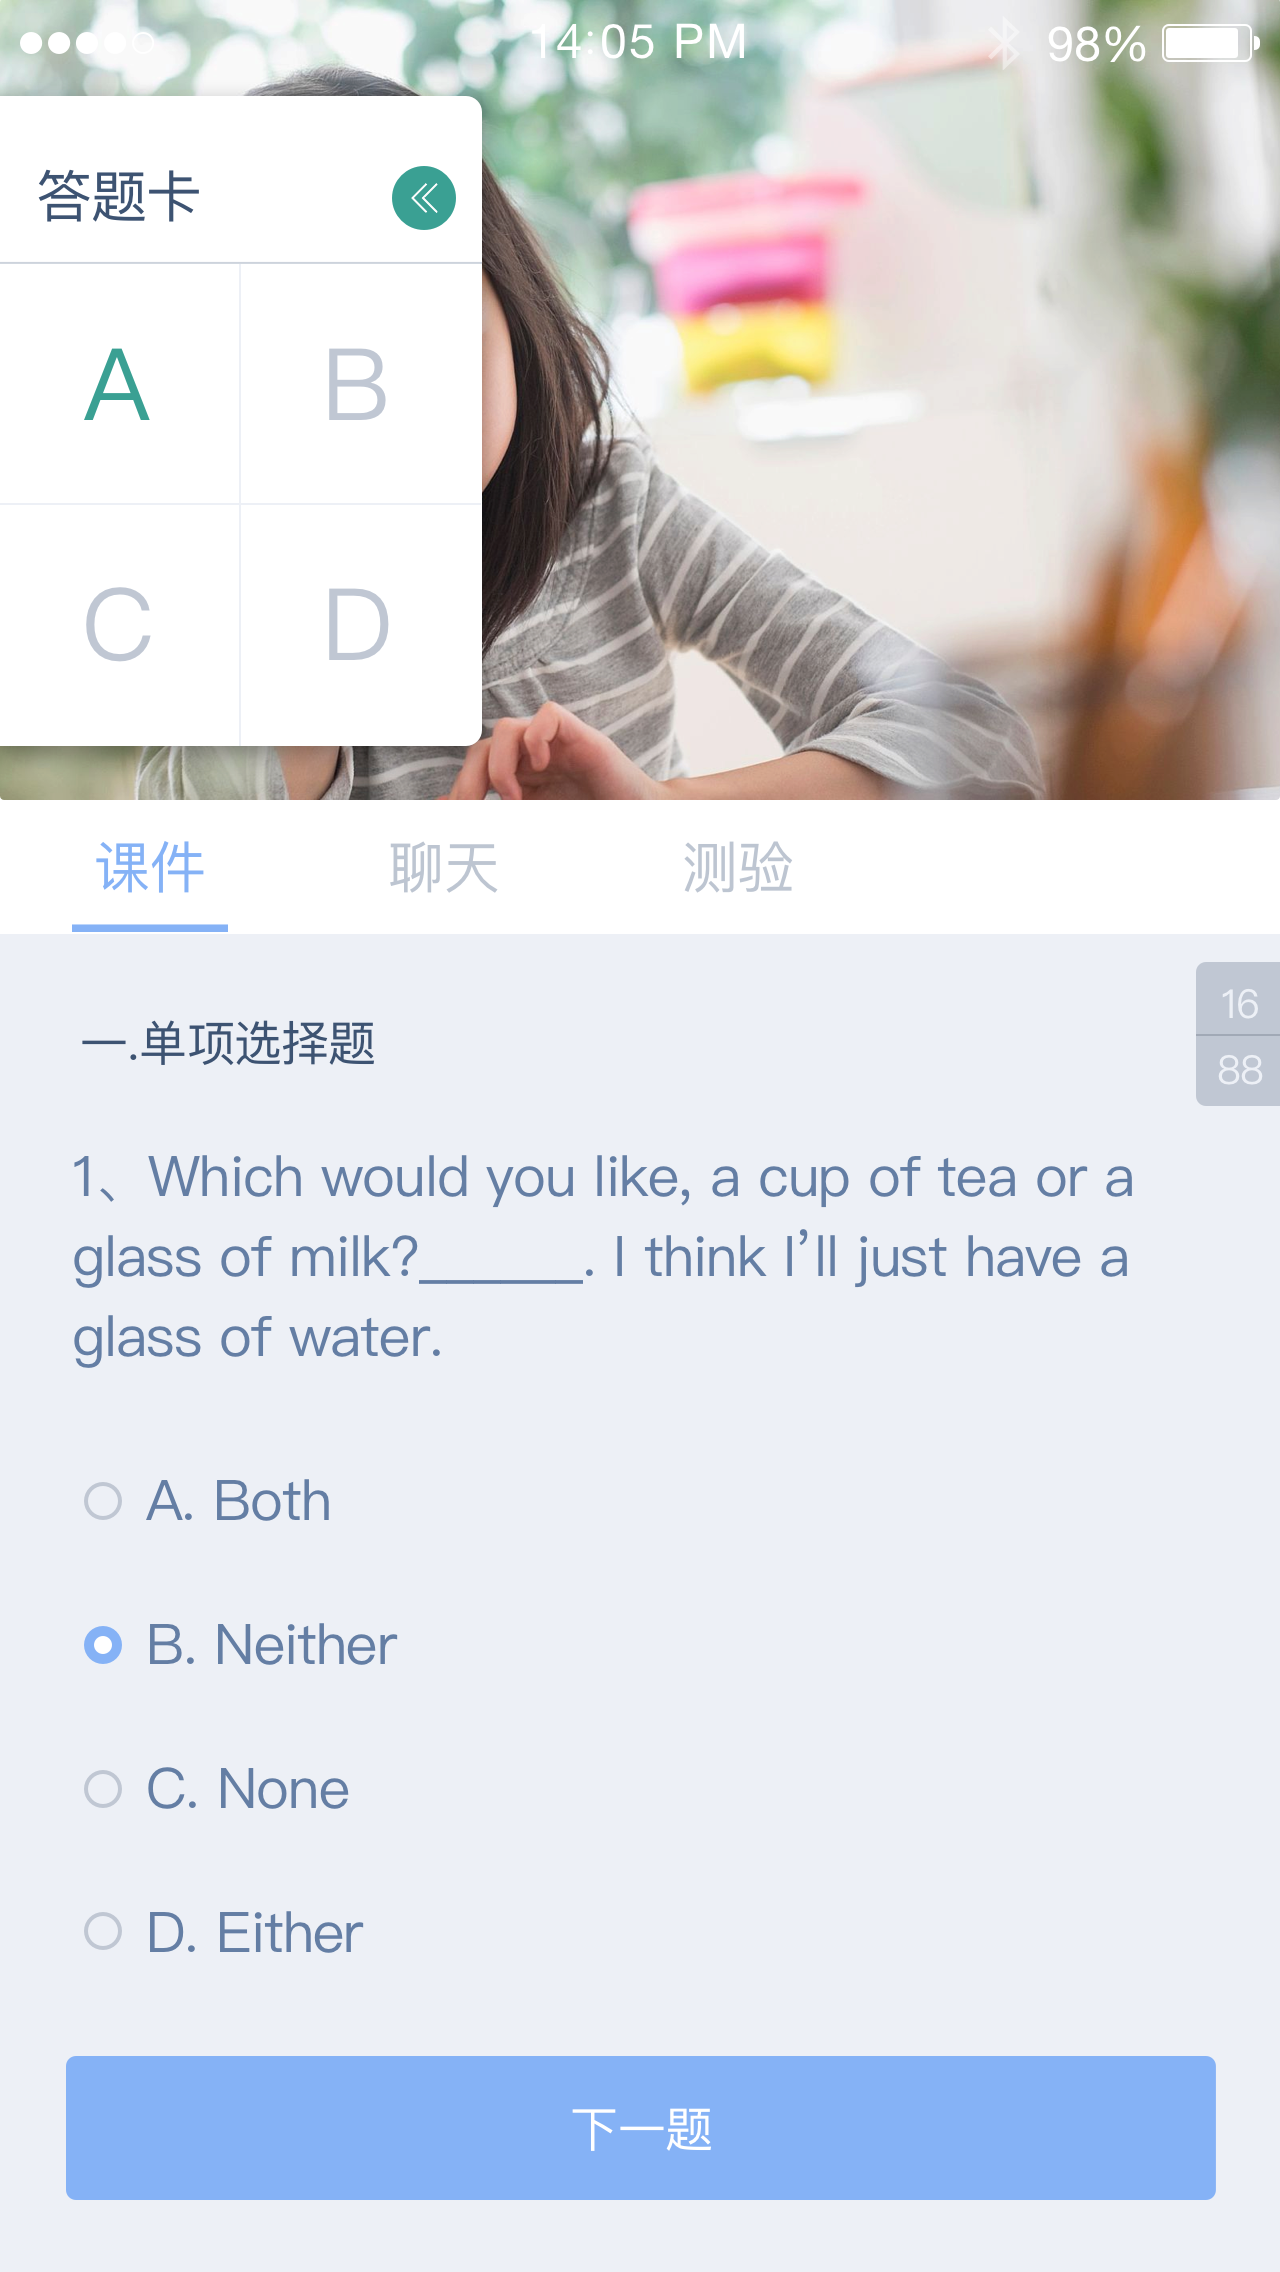 14:05 PM
98%
答题卡
A
B
C
D
课件
聊天
测验
16
88
一.单项选择题
1、Which would you like, a cup of tea or a
glass of milk?______. I think I’ll just have a
glass of water.
A. Both
B. Neither
C. None
D. Either
下一题